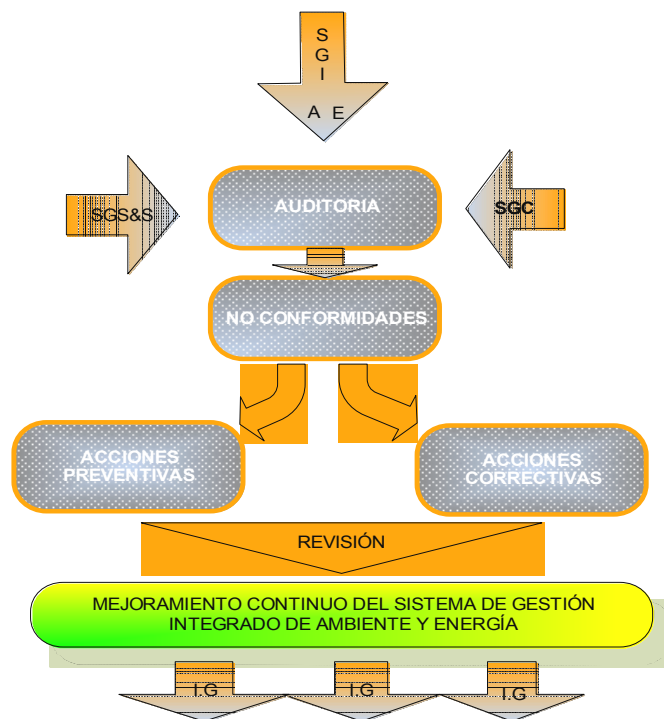 S
G
I
A E
SGS&S
AUDITORIA
SGC
NO CONFORMIDADES
ACCIONES
PREVENTIVAS
ACCIONES
CORRECTIVAS
REVISIÓN
MEJORAMIENTO CONTINUO DEL SISTEMA DE GESTIÓN
INTEGRADO DE AMBIENTE Y ENERGÍA
I.G
I.G
I.G